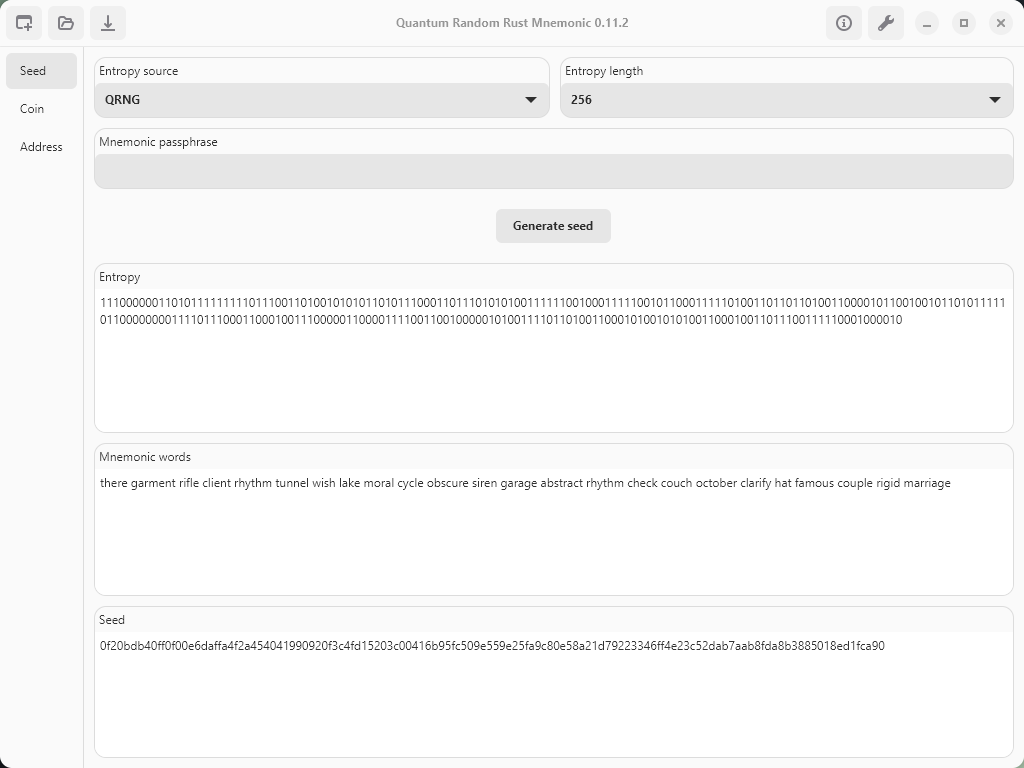 Quantum Random Rust Mnemonic 0.11.2
Seed
Coin
Address
Entropy source
QRNG
Entropy length
256
Mnemonic passphrase
Generate seed
Entropy
Mnemonic words
there garment rifle client rhythm tunnel wish lake moral cycle obscure siren garage abstract rhythm check couch october clarify hat famous couple rigid marriage
Seed
0f20bdb40ff0f00e6daffa4f2a454041990920f3c4fd15203c00416b95fc509e559e25fa9c80e58a21d79223346ff4e23c52dab7aab8fda8b3885018ed1fca90